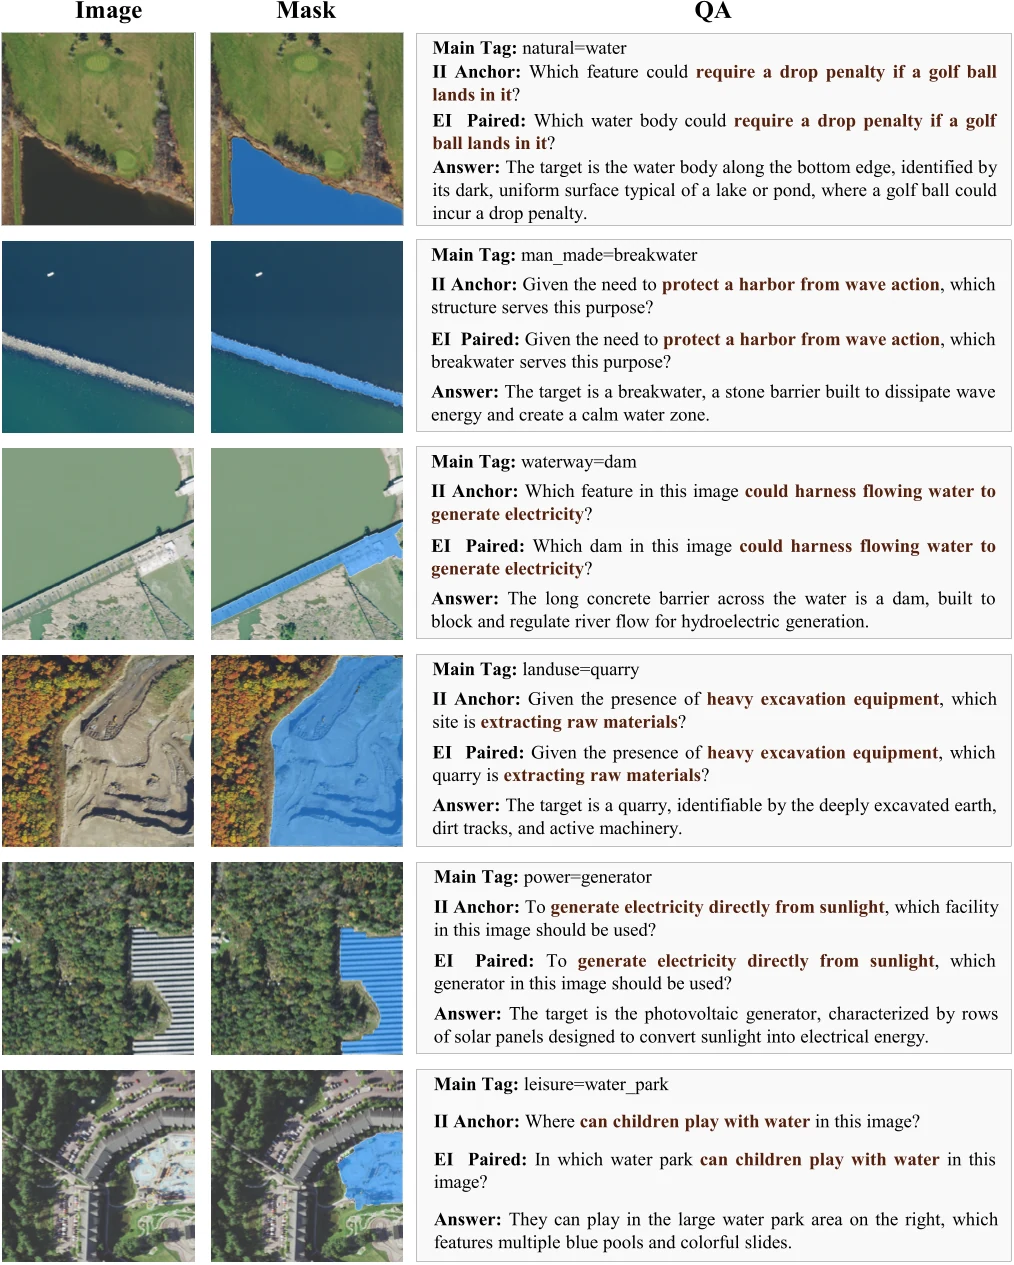 Image Mask QA
Main Tag: natural=water
II Anchor: Which feature could require a drop penalty if a golf ball
lands in it?
EI Paired: Which water body could require a drop penalty if a golf
ball lands in it?
Answer: The target is the water body along the bottom edge, identified by
its dark, uniform surface typical of a lake or pond, where a golf ball could
incur a drop penalty.
Main Tag: man_made=breakwater
II Anchor: Given the need to protect a harbor from wave action, which
structure serves this purpose?
EI Paired: Given the need to protect a harbor from wave action, which
breakwater serves this purpose?
Answer: The target is a breakwater, a stone barrier built to dissipate wave
energy and create a calm water zone.
Main Tag: waterway=dam
II Anchor: Which feature in this image could harness flowing water to
generate electricity?
EI Paired: Which dam in this image could harness flowing water to
generate electricity?
Answer: The long concrete barrier across the water is a dam, built to
block and regulate river flow for hydroelectric generation.
Main Tag: landuse=quarry
II Anchor: Given the presence of heavy excavation equipment, which
site is extracting raw materials?
EI Paired: Given the presence of heavy excavation equipment, which
quarry is extracting raw materials?
Answer: The target is a quarry, identifiable by the deeply excavated earth,
dirt tracks, and active machinery.
Main Tag: power=generator
II Anchor: To generate electricity directly from sunlight, which facility
in this image should be used?
EI Paired: To generate electricity directly from sunlight, which
generator in this image should be used?
Answer: The target is the photovoltaic generator, characterized by rows
of solar panels designed to convert sunlight into electrical energy.
Main Tag: leisure=water_park
II Anchor: Where can children play with water in this image?
EI Paired: In which water park can children play with water in this
image?
Answer: They can play in the large water park area on the right, which
features multiple blue pools and colorful slides.